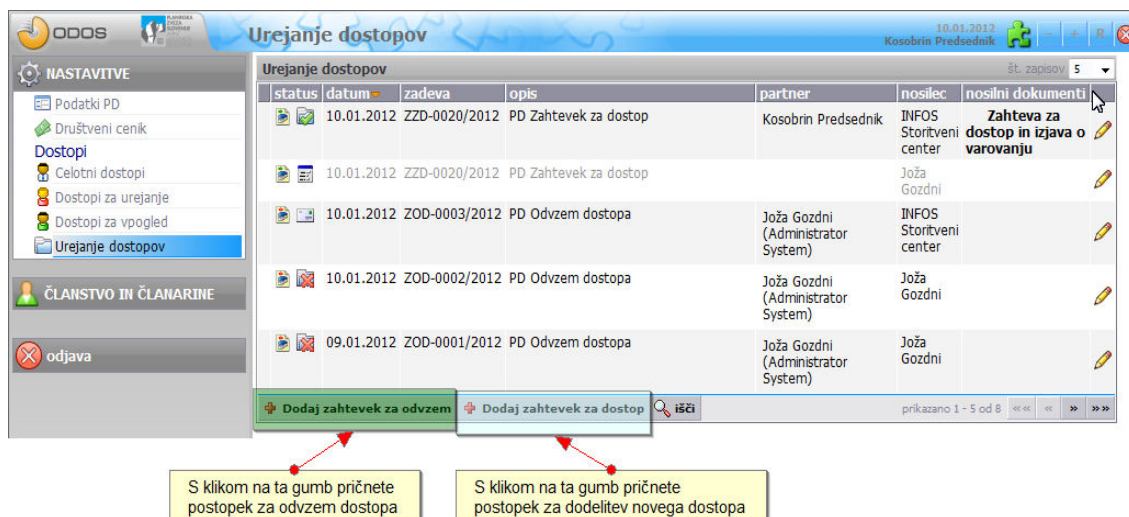 ODOS
PLANINSKA
ZVEZA
SLOVENIJE
Urejanje dostopov
10.01.2012
Kosobrin Predsednik
- + R
NASTAVITVE
Podatki PD
Društveni cenik
Dostopi
Celotni dostopi
Dostopi za urejanje
Dostopi za vpogled
Urejanje dostopov
ČLANSTVO IN ČLANARINE
odjava
Urejanje dostopov
št. zapisov 5
status datum zadeva opis partner nosilec nosilni dokumenti
10.01.2012 ZZD-0020/2012 PD Zahtevek za dostop Kosobrin Predsednik INFOS Zahteva za
Storitveni dostop in izjava o
center varovanju
10.01.2012 ZZD-0020/2012 PD Zahtevek za dostop Joža
Gozdni
10.01.2012 ZOD-0003/2012 PD Odvzem dostopa Joža Gozdni INFOS
(Administrator Storitveni
System) center
10.01.2012 ZOD-0002/2012 PD Odvzem dostopa Joža Gozdni Joža
(Administrator Gozdni
System)
09.01.2012 ZOD-0001/2012 PD Odvzem dostopa Joža Gozdni Joža
(Administrator Gozdni
System)
Dodaj zahtevek za odvzem Dodaj zahtevek za dostop išči prikazano 1 - 5 od 8 «« « » »»
S klikom na ta gumb pričnete
postopek za odvzem dostopa
S klikom na ta gumb pričnete
postopek za dodelitev novega dostopa